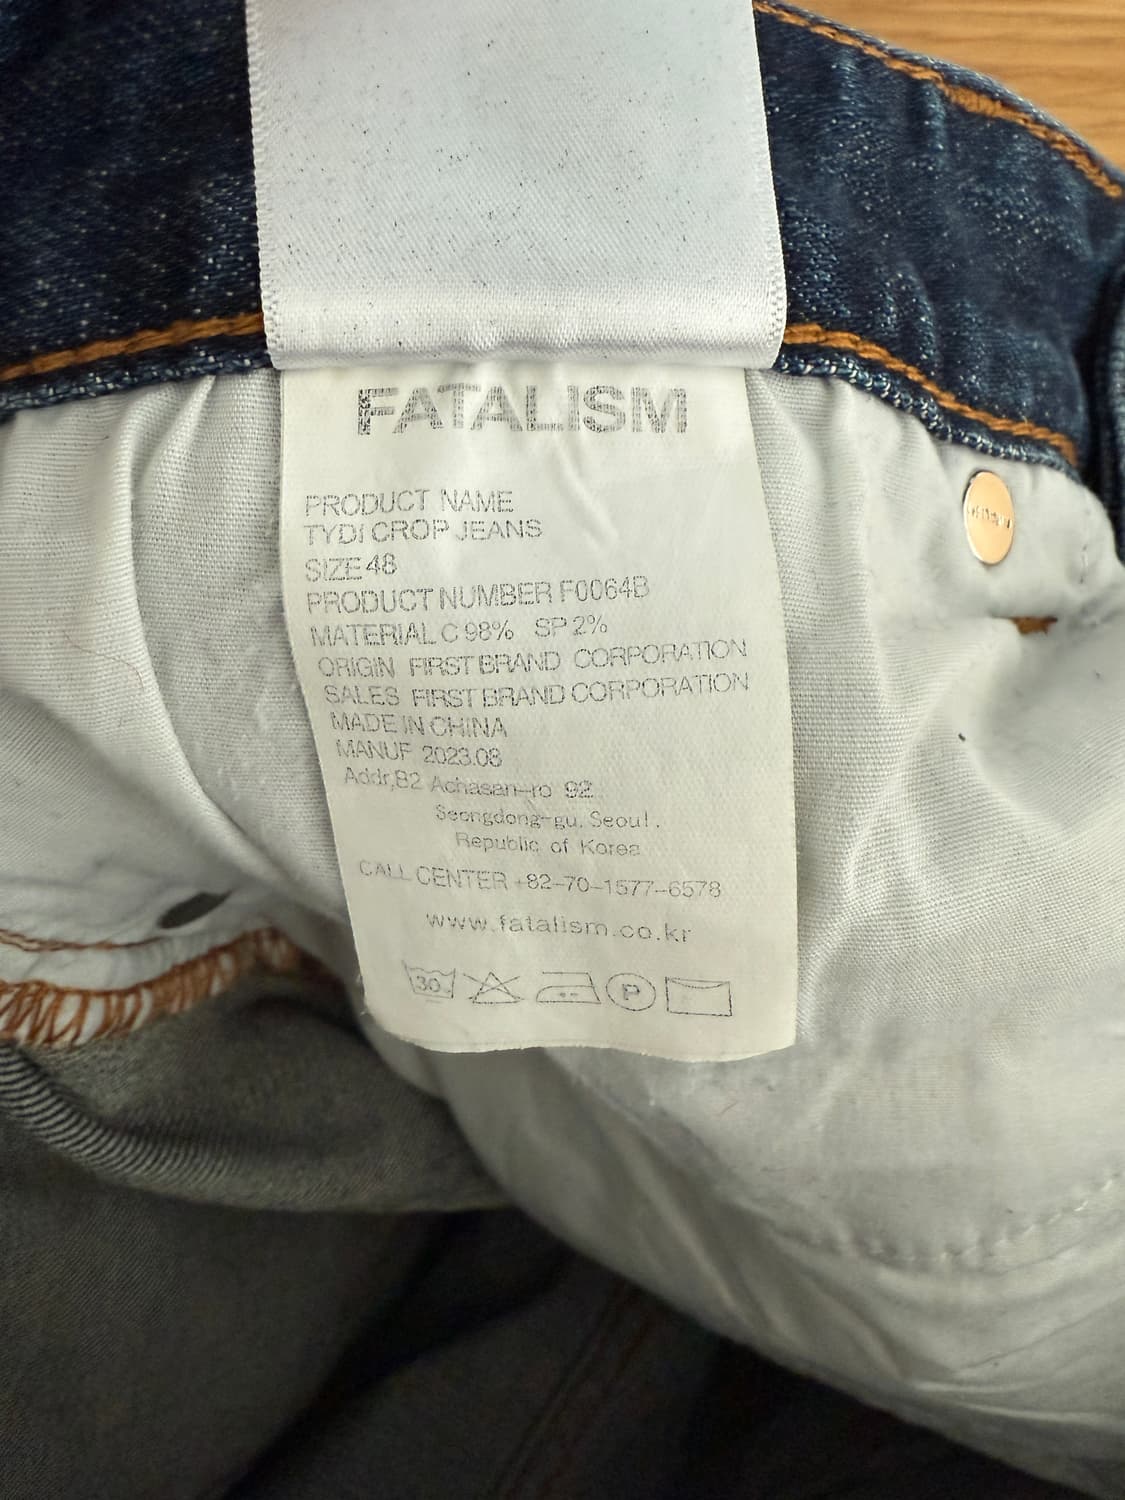 FATALISM
PRODUCT NAME
TYDI CROP JEANS
SIZE 48
PRODUCT NUMBER F0064B
MATERIAL C 98% SP 2%
ORIGIN FIRST BRAND CORPORATION
SALES FIRST BRAND CORPORATION
MADE IN CHINA
MANUF 2023.08
Addr,B2 Achasan-ro 92
Seongdong-gu, Seoul,
Republic of Korea
CALL CENTER +82-70-1577-6578
www.fatalism.co.kr
30 P